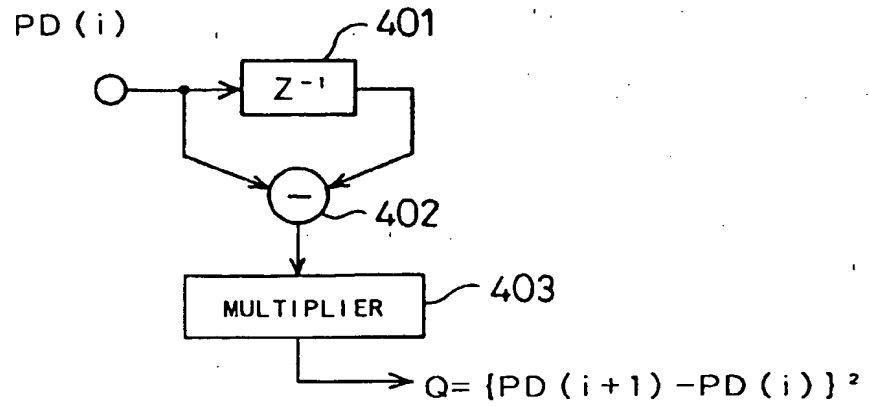 PD(i)
401
Z⁻¹
−
402
MULTIPLIER
403
Q={PD(i+1)−PD(i)}²